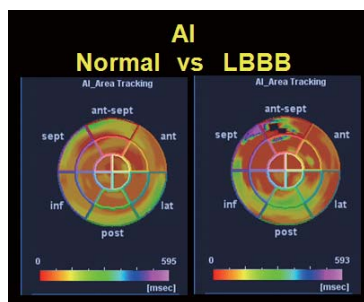 AI
Normal vs LBBB
AI_Area Tracking
ant-sept
sept
ant
inf
lat
post
0
595
[msec]
AI_Area Tracking
ant-sept
sept
ant
inf
lat
post
0
593
[msec]